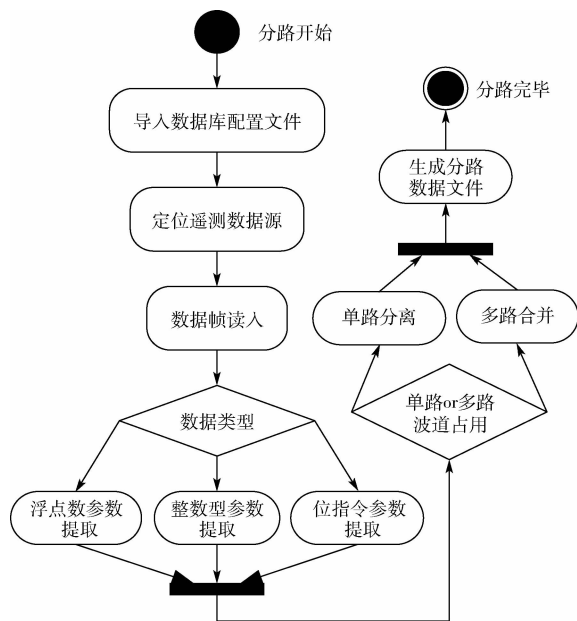 分路开始
导入数据库配置文件
定位遥测数据源
数据帧读入
数据类型
浮点数参数
提取
整数型参数
提取
位指令参数
提取
单路or多路
波道占用
单路分离
多路合并
生成分路
数据文件
分路完毕